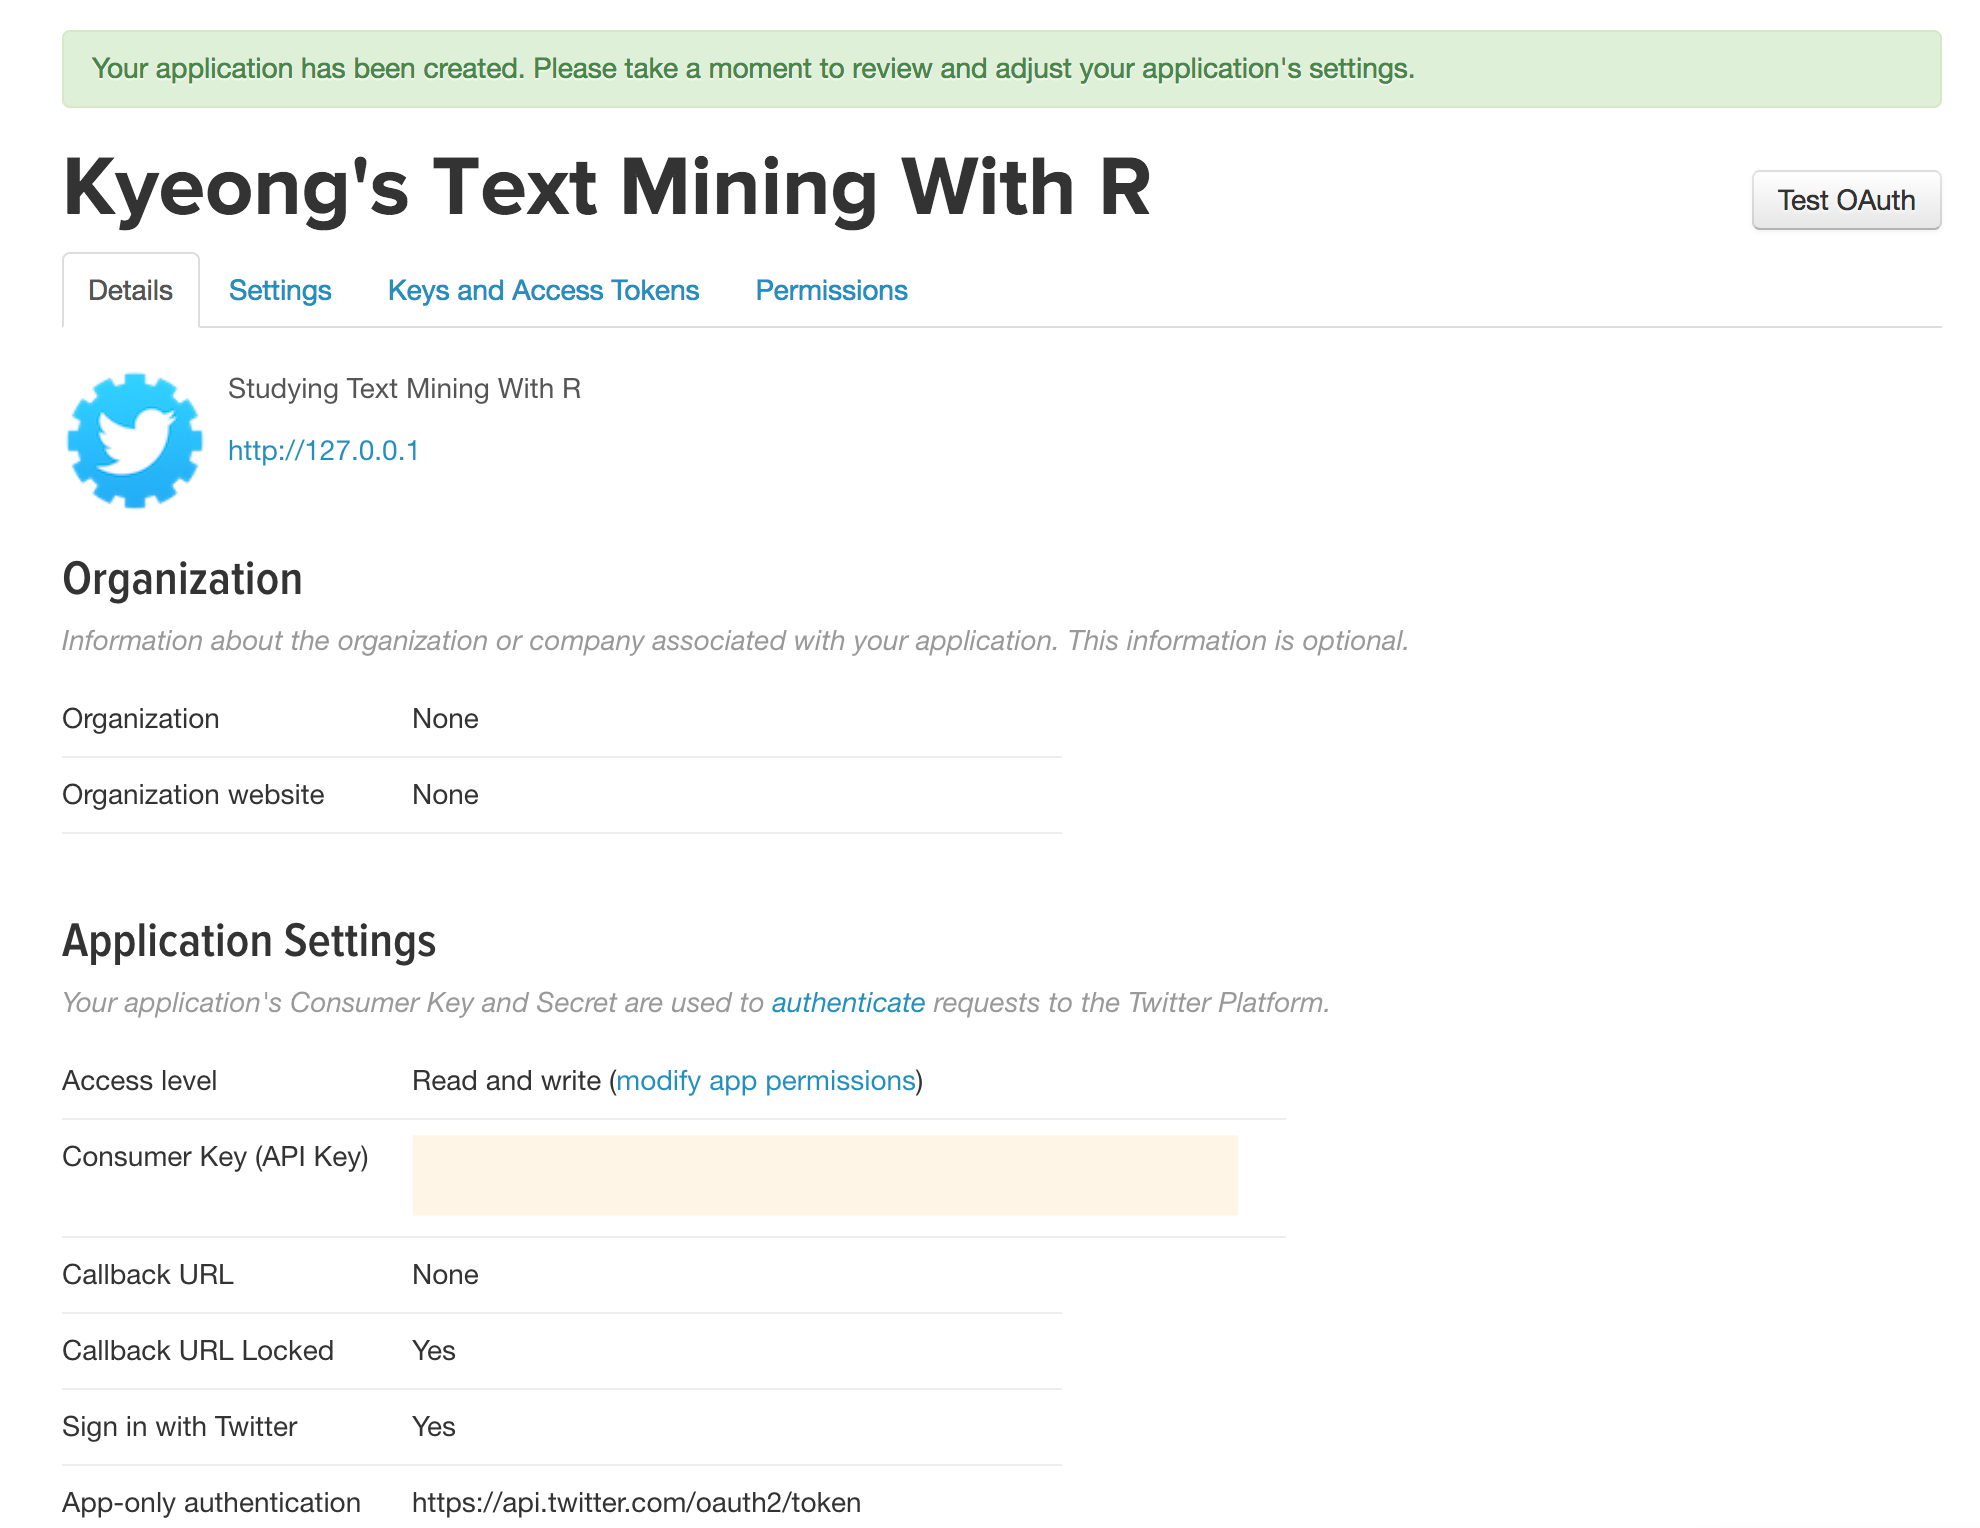 Your application has been created. Please take a moment to review and adjust your application's settings.
Kyeong's Text Mining With R
Test OAuth
Details Settings Keys and Access Tokens Permissions
Studying Text Mining With R
http://127.0.0.1
Organization
Information about the organization or company associated with your application. This information is optional.
Organization None
Organization website None
Application Settings
Your application's Consumer Key and Secret are used to authenticate requests to the Twitter Platform.
Access level Read and write (modify app permissions)
Consumer Key (API Key)
Callback URL None
Callback URL Locked Yes
Sign in with Twitter Yes
App-only authentication https://api.twitter.com/oauth2/token